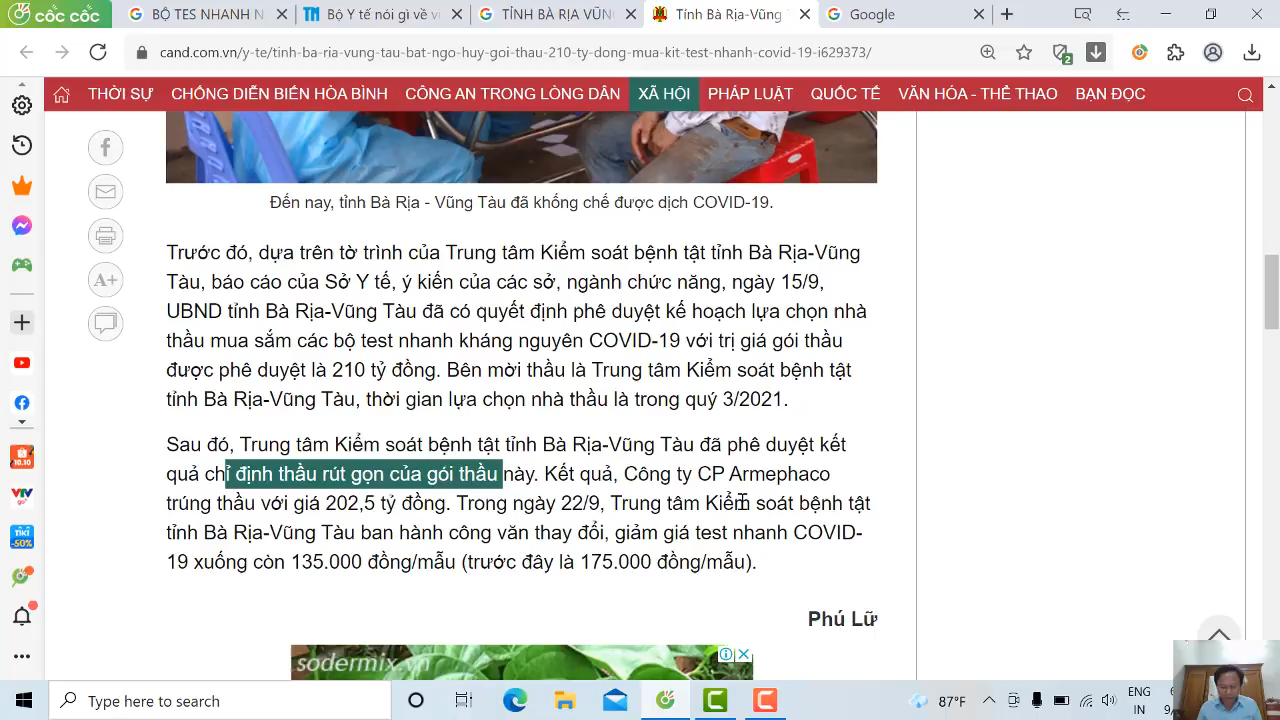 cốc cốc
BỘ TES NHANH N
Bộ Y tế nói gì về v
TỈNH BÀ RỊA VŨN
Tỉnh Bà Rịa-Vũng
Google
cand.com.vn/y-te/tinh-ba-ria-vung-tau-bat-ngo-huy-goi-thau-210-ty-dong-mua-kit-test-nhanh-covid-19-i629373/
2
THỜI SỰ CHỐNG DIỄN BIẾN HÒA BÌNH CÔNG AN TRONG LÒNG DÂN XÃ HỘI PHÁP LUẬT QUỐC TẾ VĂN HÓA - THỂ THAO BẠN ĐỌC
Đến nay, tỉnh Bà Rịa - Vũng Tàu đã khống chế được dịch COVID-19.
A+
Trước đó, dựa trên tờ trình của Trung tâm Kiểm soát bệnh tật tỉnh Bà Rịa-Vũng
Tàu, báo cáo của Sở Y tế, ý kiến của các sở, ngành chức năng, ngày 15/9,
UBND tỉnh Bà Rịa-Vũng Tàu đã có quyết định phê duyệt kế hoạch lựa chọn nhà
thầu mua sắm các bộ test nhanh kháng nguyên COVID-19 với trị giá gói thầu
được phê duyệt là 210 tỷ đồng. Bên mời thầu là Trung tâm Kiểm soát bệnh tật
tỉnh Bà Rịa-Vũng Tàu, thời gian lựa chọn nhà thầu là trong quý 3/2021.
Sau đó, Trung tâm Kiểm soát bệnh tật tỉnh Bà Rịa-Vũng Tàu đã phê duyệt kết
quả chỉ định thầu rút gọn của gói thầu này. Kết quả, Công ty CP Armephaco
trúng thầu với giá 202,5 tỷ đồng. Trong ngày 22/9, Trung tâm Kiểm soát bệnh tật
tỉnh Bà Rịa-Vũng Tàu ban hành công văn thay đổi, giảm giá test nhanh COVID-
19 xuống còn 135.000 đồng/mẫu (trước đây là 175.000 đồng/mẫu).
Phú Lữ
sodermix.vn
10.10
VTV
go
TIKI
-50%
Type here to search
87°F
ENG
IN